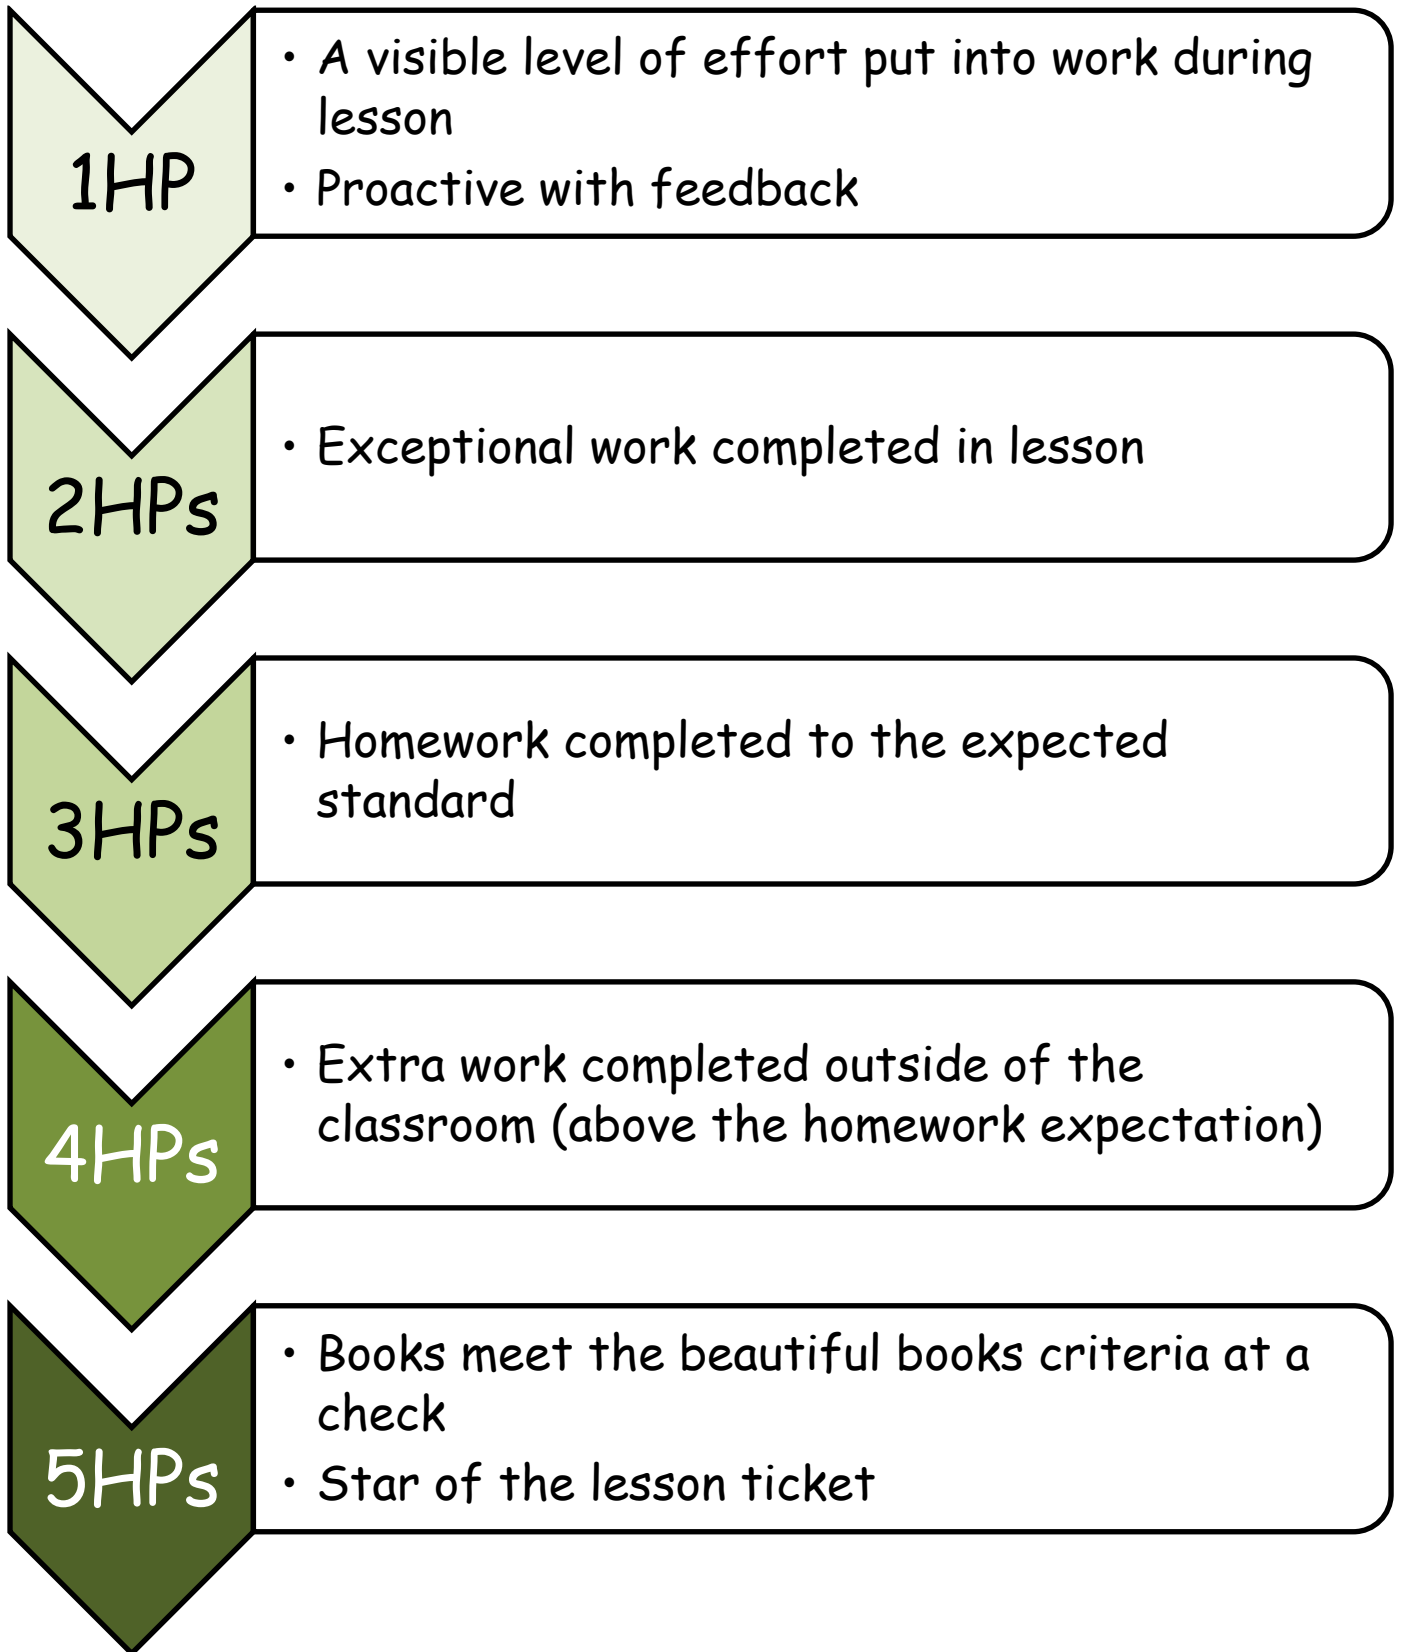 1HP
• A visible level of effort put into work during
lesson
• Proactive with feedback
2HPs
• Exceptional work completed in lesson
3HPs
• Homework completed to the expected
standard
4HPs
• Extra work completed outside of the
classroom (above the homework expectation)
5HPs
• Books meet the beautiful books criteria at a
check
• Star of the lesson ticket